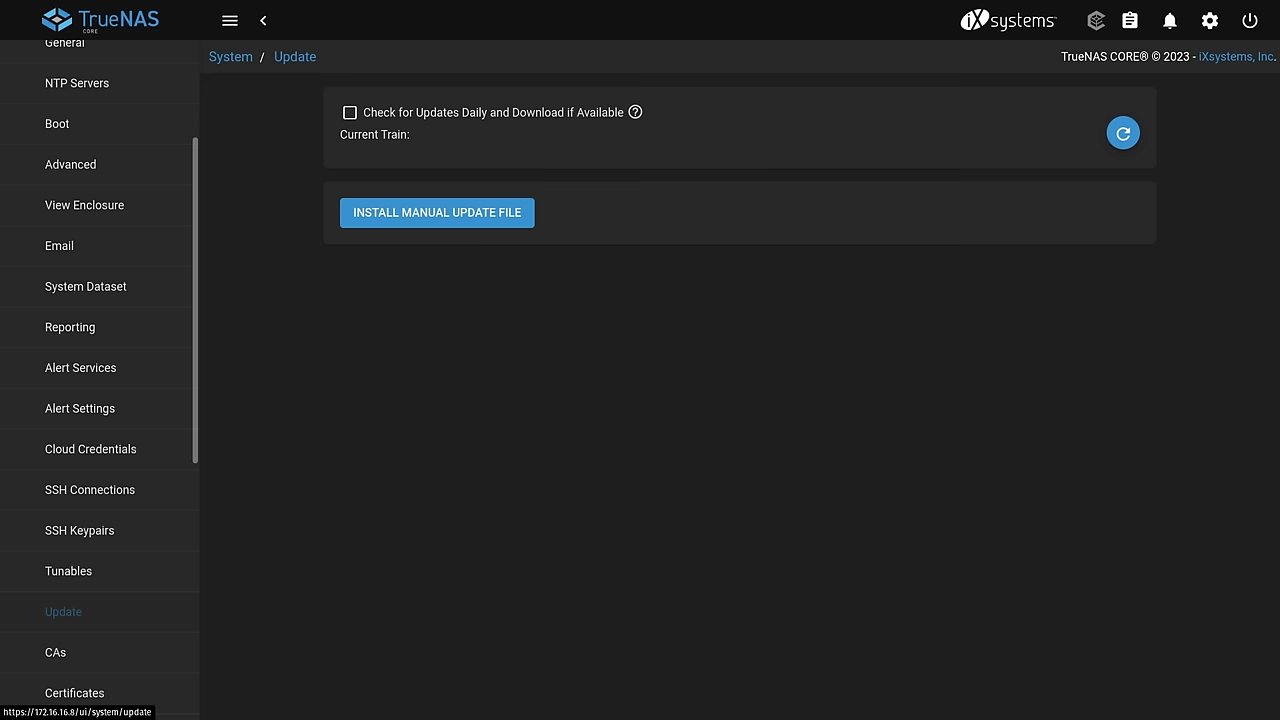 TrueNAS
CORE
iXsystems
General
System / Update
TrueNAS CORE® © 2023 - iXsystems, Inc.
NTP Servers
Boot
Advanced
View Enclosure
Email
System Dataset
Reporting
Alert Services
Alert Settings
Cloud Credentials
SSH Connections
SSH Keypairs
Tunables
Update
CAs
Certificates
Check for Updates Daily and Download if Available
Current Train:
INSTALL MANUAL UPDATE FILE
https://172.16.16.8/ui/system/update